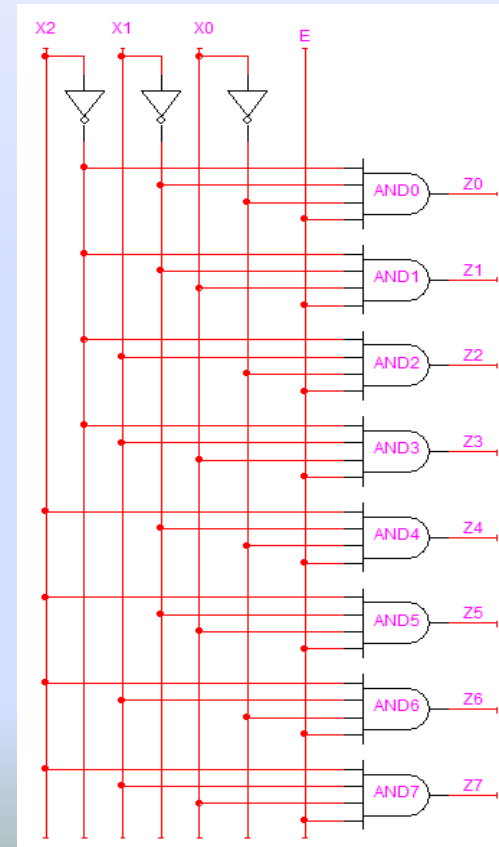 X2 X1 X0 E
AND0 Z0
AND1 Z1
AND2 Z2
AND3 Z3
AND4 Z4
AND5 Z5
AND6 Z6
AND7 Z7